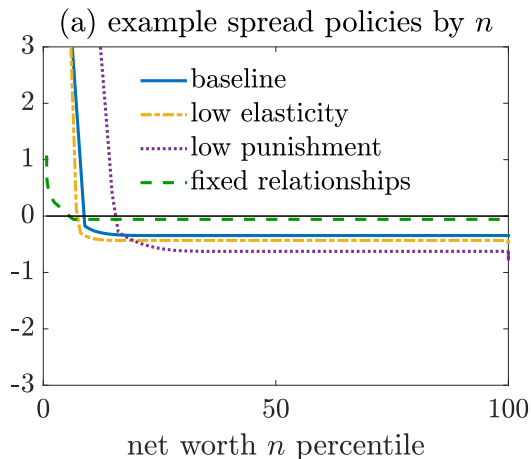 (a) example spread policies by n
3
2
1
0
-1
-2
-3
baseline
low elasticity
low punishment
fixed relationships
0
50
100
net worth n percentile